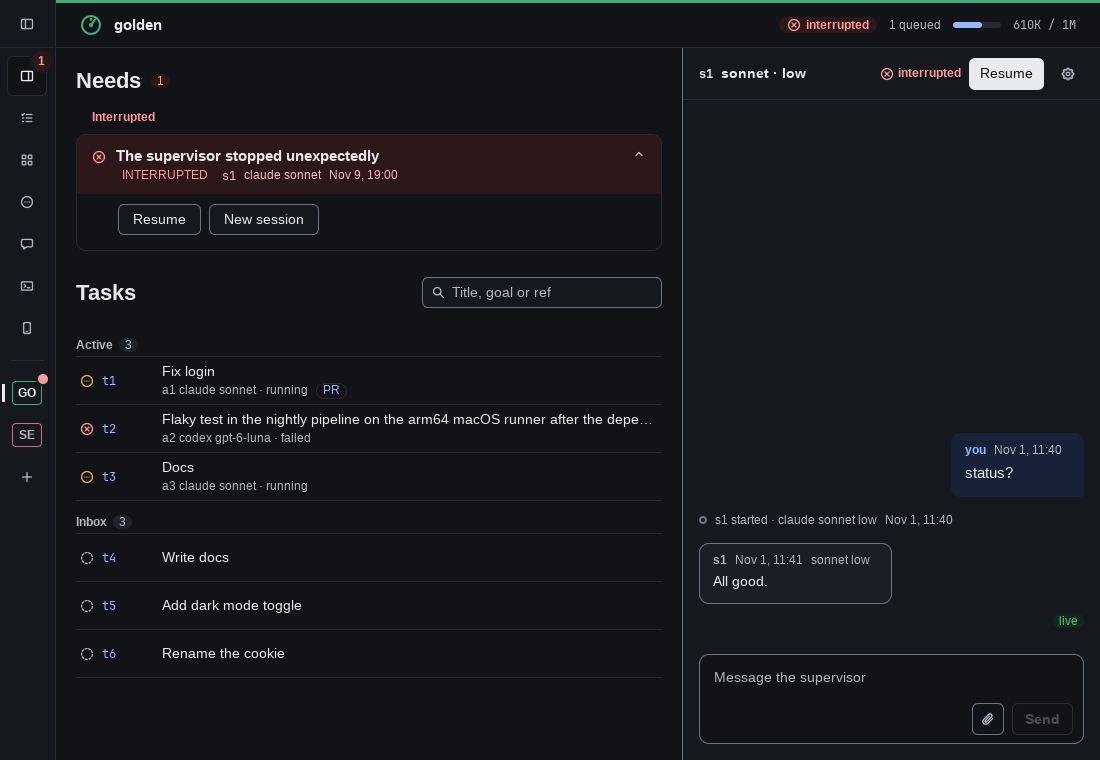 golden
interrupted
1 queued
610K / 1M
1
GO
SE
Needs 1
Interrupted
The supervisor stopped unexpectedly
INTERRUPTED s1 claude sonnet Nov 9, 19:00
Resume
New session
Tasks
Title, goal or ref
Active 3
t1
Fix login
a1 claude sonnet · running PR
t2
Flaky test in the nightly pipeline on the arm64 macOS runner after the depe…
a2 codex gpt-6-luna · failed
t3
Docs
a3 claude sonnet · running
Inbox 3
t4 Write docs
t5 Add dark mode toggle
t6 Rename the cookie
s1 sonnet · low
interrupted
Resume
you Nov 1, 11:40
status?
s1 started · claude sonnet low Nov 1, 11:40
s1 Nov 1, 11:41 sonnet low
All good.
live
Message the supervisor
Send